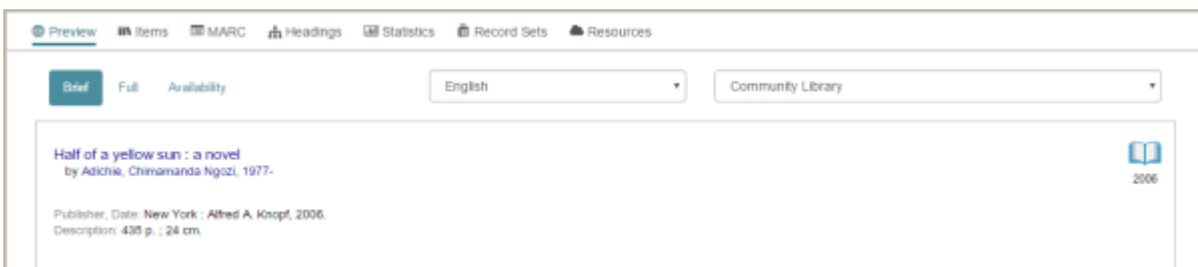 Preview Items MARC Headings Statistics Record Sets Resources
Brief Full Availability English Community Library
Half of a yellow sun : a novel
by Adichie, Chimamanda Ngozi, 1977-
2006
Publisher, Date: New York : Alfred A. Knopf, 2006.
Description: 435 p. ; 24 cm.